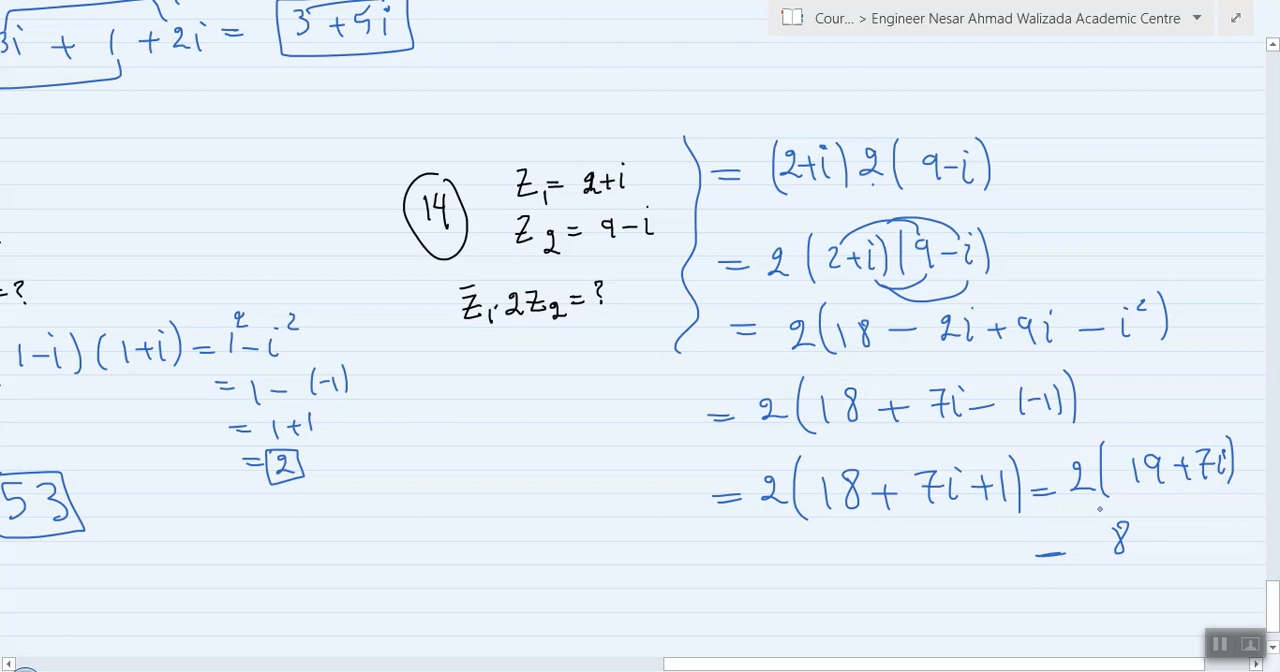 Cour... > Engineer Nesar Ahmad Walizada Academic Centre
3i + 1 + 2i = 3 + 5i
14
Z₁ = 2+i
Z₂ = 9-i
Z̄₁ . 2Z₂ = ?
= (2+i) 2 (9-i)
= 2 (2+i)(9-i)
= 2(18 - 2i + 9i - i²)
= 2(18 + 7i - (-1))
= 2(18 + 7i + 1) = 2(19+7i)
= 8
= ?
1-i) (1+i) = 1² - i²
= 1 - (-1)
= 1+1
= 2
53